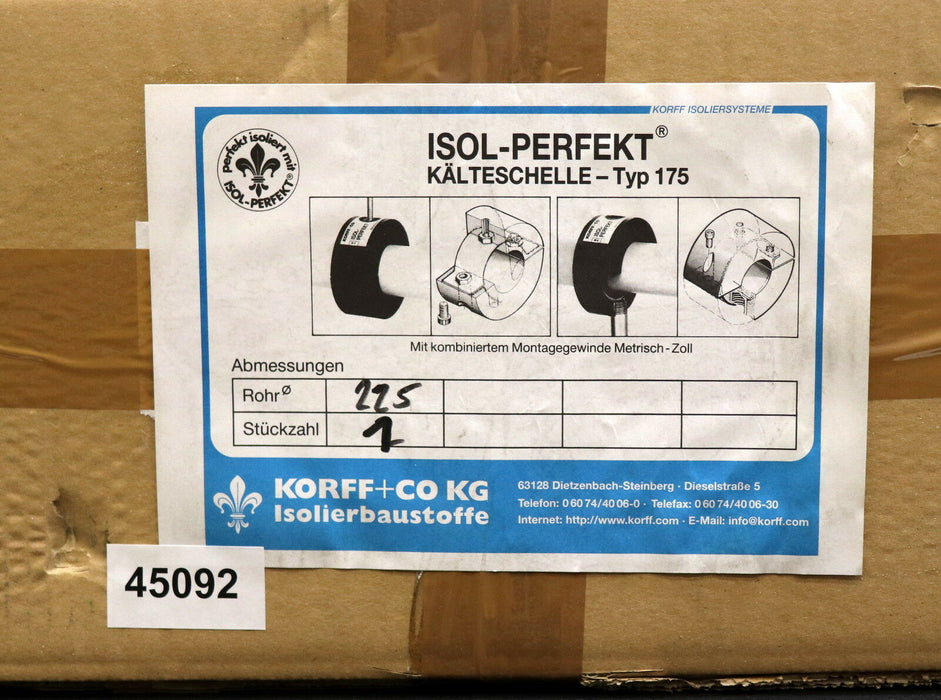 KORFF ISOLIERSYSTEME
perfekt isoliert mit
ISOL-PERFEKT®
ISOL-PERFEKT®
KÄLTESCHELLE – Typ 175
Mit kombiniertem Montagegewinde Metrisch - Zoll
Abmessungen
Rohr ø 225
Stückzahl 1
KORFF+CO KG
Isolierbaustoffe
63128 Dietzenbach-Steinberg · Dieselstraße 5
Telefon: 0 60 74/40 06-0 · Telefax: 0 60 74/40 06-30
Internet: http://www.korff.com · E-Mail: info@korff.com
45092